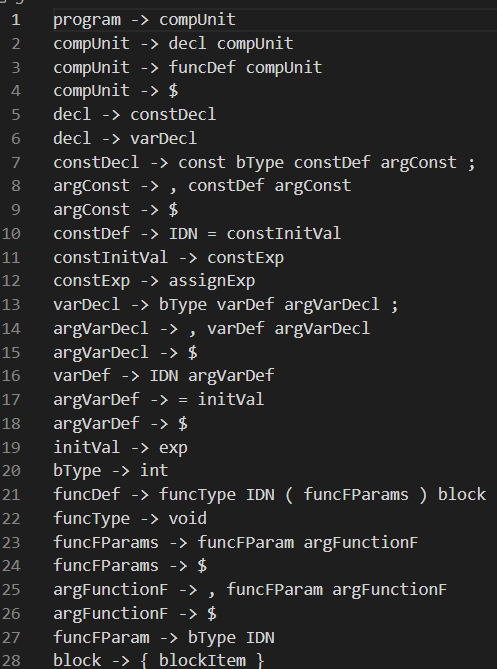 1 program -> compUnit
2 compUnit -> decl compUnit
3 compUnit -> funcDef compUnit
4 compUnit -> $
5 decl -> constDecl
6 decl -> varDecl
7 constDecl -> const bType constDef argConst ;
8 argConst -> , constDef argConst
9 argConst -> $
10 constDef -> IDN = constInitVal
11 constInitVal -> constExp
12 constExp -> assignExp
13 varDecl -> bType varDef argVarDecl ;
14 argVarDecl -> , varDef argVarDecl
15 argVarDecl -> $
16 varDef -> IDN argVarDef
17 argVarDef -> = initVal
18 argVarDef -> $
19 initVal -> exp
20 bType -> int
21 funcDef -> funcType IDN ( funcFParams ) block
22 funcType -> void
23 funcFParams -> funcFParam argFunctionF
24 funcFParams -> $
25 argFunctionF -> , funcFParam argFunctionF
26 argFunctionF -> $
27 funcFParam -> bType IDN
28 block -> { blockItem }